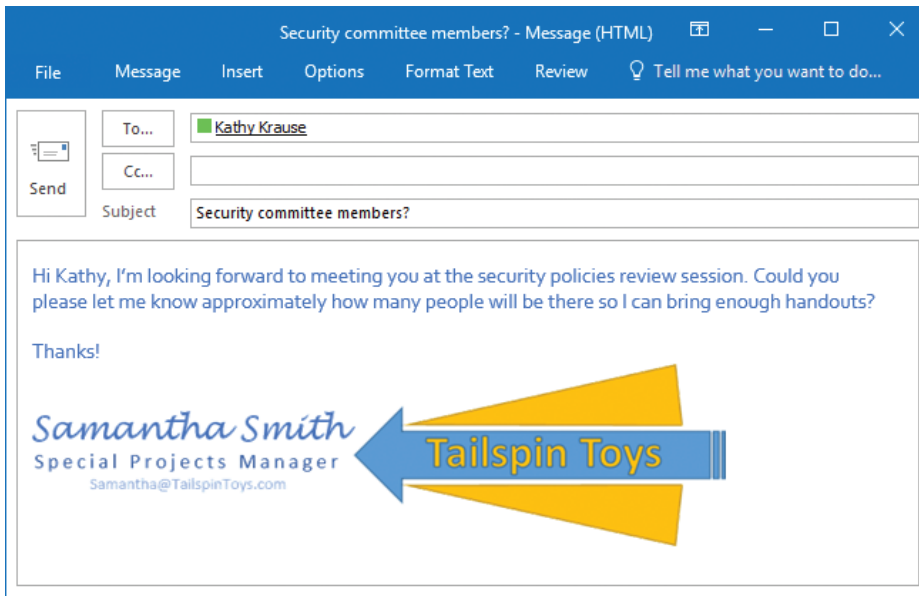 Security committee members? - Message (HTML)
File Message Insert Options Format Text Review Tell me what you want to do...
To... Kathy Krause
Cc...
Send
Subject Security committee members?
Hi Kathy, I'm looking forward to meeting you at the security policies review session. Could you
please let me know approximately how many people will be there so I can bring enough handouts?
Thanks!
Samantha Smith
Special Projects Manager
Samantha@TailspinToys.com
Tailspin Toys